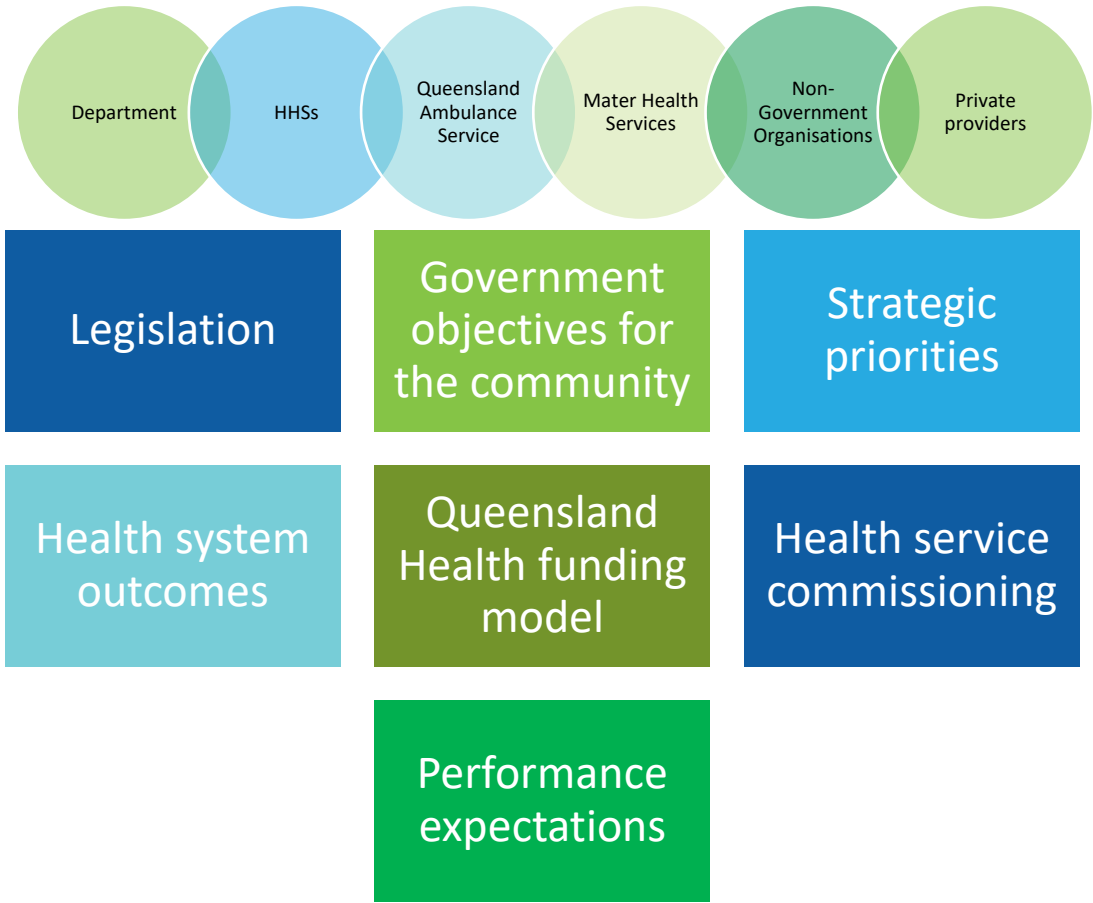 Department
HHSs
Queensland
Ambulance
Service
Mater Health
Services
Non-
Government
Organisations
Private
providers
Legislation
Government
objectives for
the community
Strategic
priorities
Health system
outcomes
Queensland
Health funding
model
Health service
commissioning
Performance
expectations